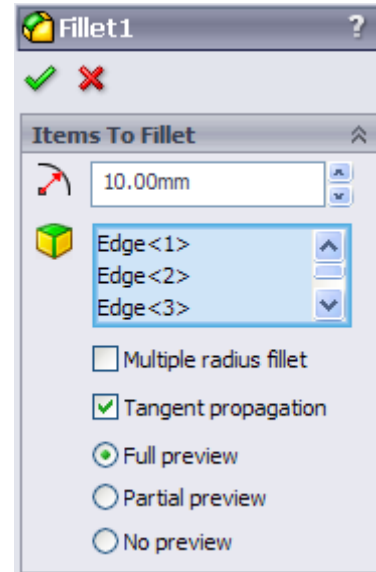 Fillet1 ?
Items To Fillet
10.00mm
Edge<1>
Edge<2>
Edge<3>
Multiple radius fillet
Tangent propagation
Full preview
Partial preview
No preview